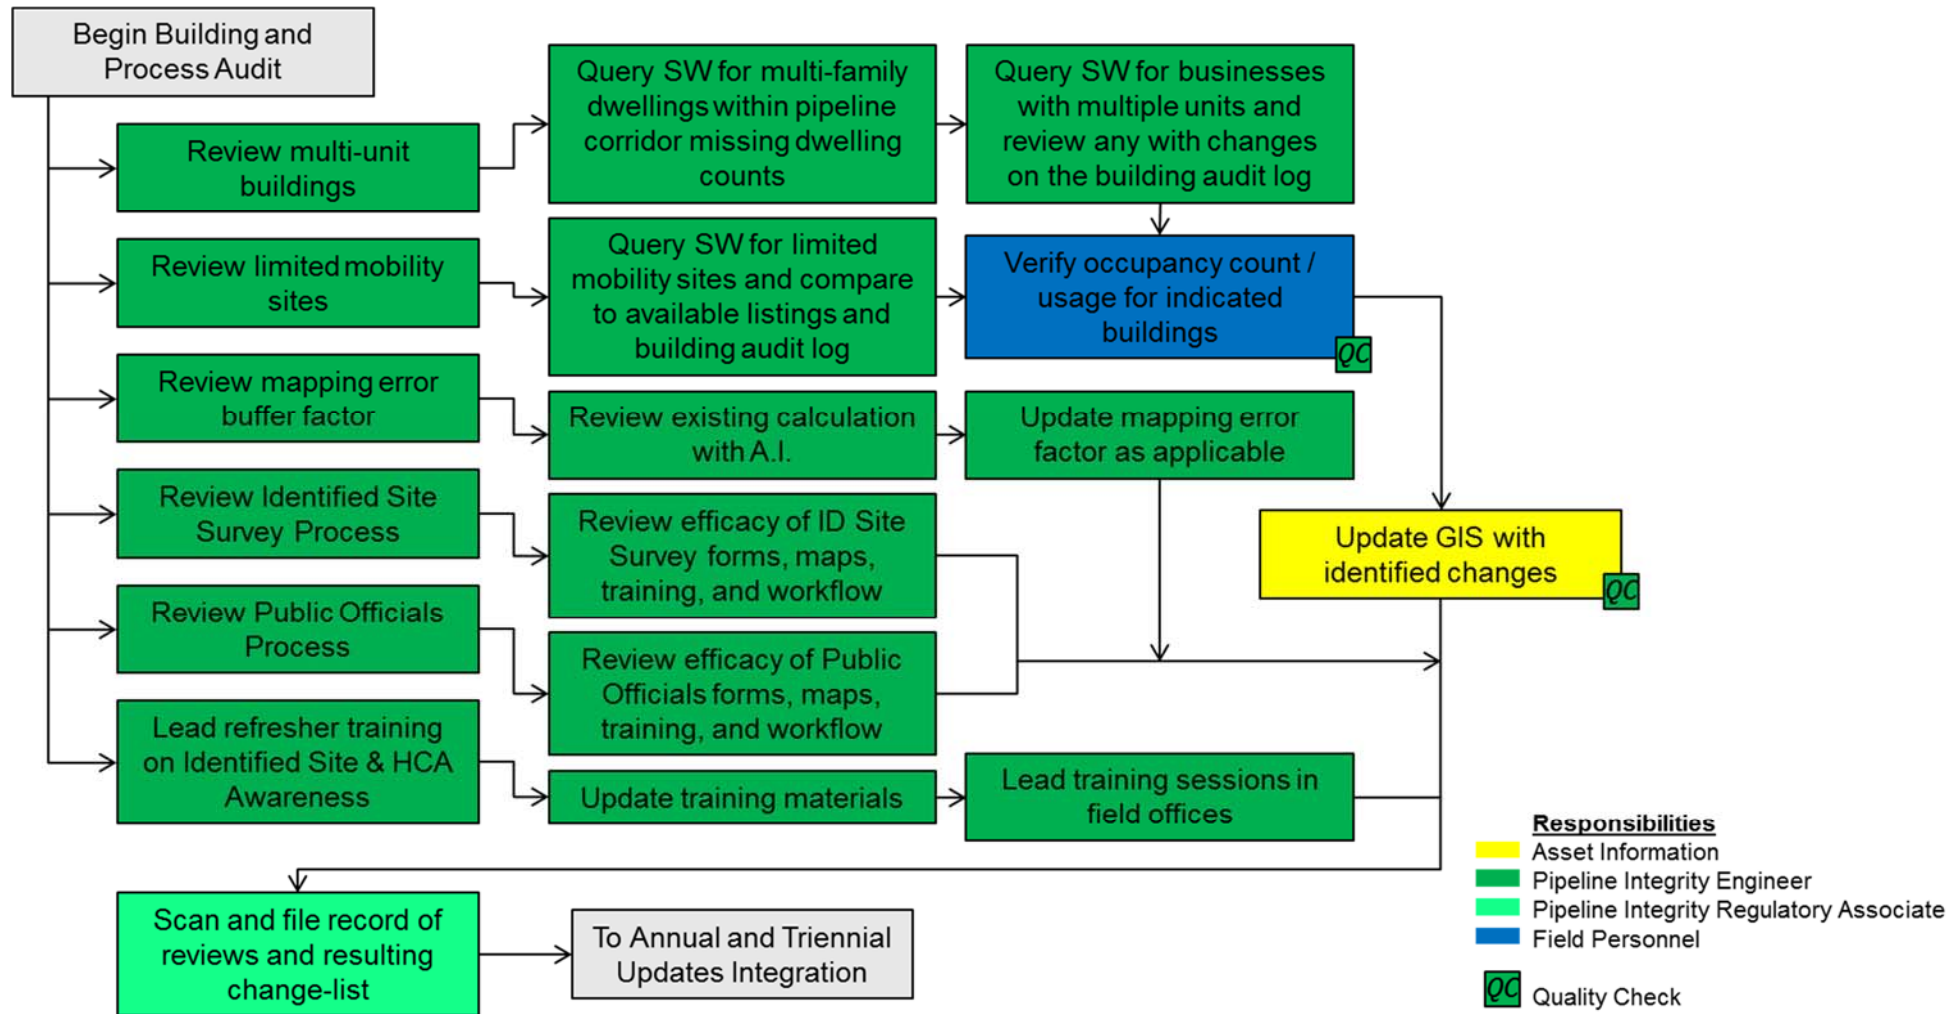 Begin Building and
Process Audit
Review multi-unit
buildings
Query SW for multi-family
dwellings within pipeline
corridor missing dwelling
counts
Query SW for businesses
with multiple units and
review any with changes
on the building audit log
Review limited mobility
sites
Query SW for limited
mobility sites and compare
to available listings and
building audit log
Verify occupancy count /
usage for indicated
buildings
QC
Review mapping error
buffer factor
Review existing calculation
with A.I.
Update mapping error
factor as applicable
Review Identified Site
Survey Process
Review efficacy of ID Site
Survey forms, maps,
training, and workflow
Update GIS with
identified changes
QC
Review Public Officials
Process
Review efficacy of Public
Officials forms, maps,
training, and workflow
Lead refresher training
on Identified Site & HCA
Awareness
Update training materials
Lead training sessions in
field offices
Scan and file record of
reviews and resulting
change-list
To Annual and Triennial
Updates Integration
Responsibilities
Asset Information
Pipeline Integrity Engineer
Pipeline Integrity Regulatory Associate
Field Personnel
QC Quality Check